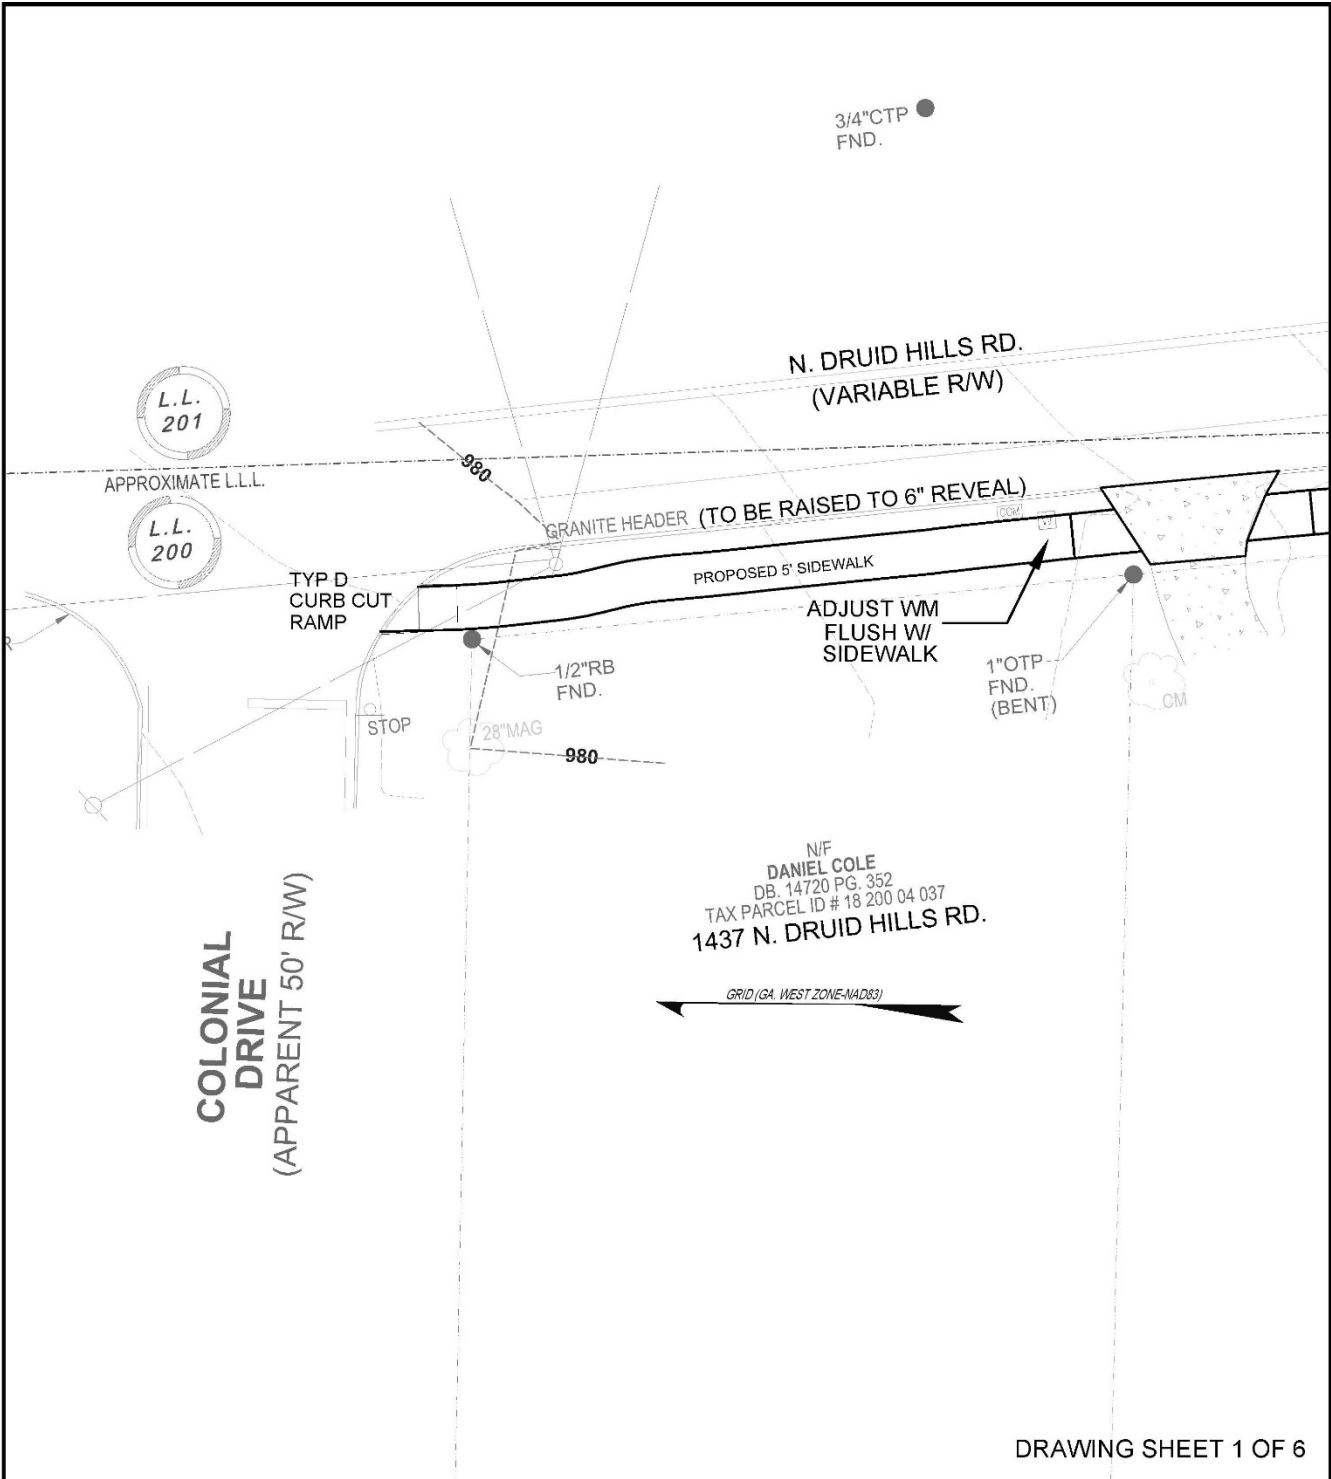 3/4"CTP
FND.
N. DRUID HILLS RD.
(VARIABLE R/W)
L.L.
201
APPROXIMATE L.L.L.
980
L.L.
200
GRANITE HEADER (TO BE RAISED TO 6" REVEAL)
COM
TYP D
CURB CUT
RAMP
PROPOSED 5' SIDEWALK
ADJUST WM
FLUSH W/
SIDEWALK
R
1/2"RB
FND.
1"OTP
FND.
(BENT)
CM
STOP
28"MAG
980
N/F
DANIEL COLE
DB. 14720 PG. 352
TAX PARCEL ID # 18 200 04 037
1437 N. DRUID HILLS RD.
GRID (GA. WEST ZONE-NAD83)
COLONIAL
DRIVE
(APPARENT 50' R/W)
DRAWING SHEET 1 OF 6